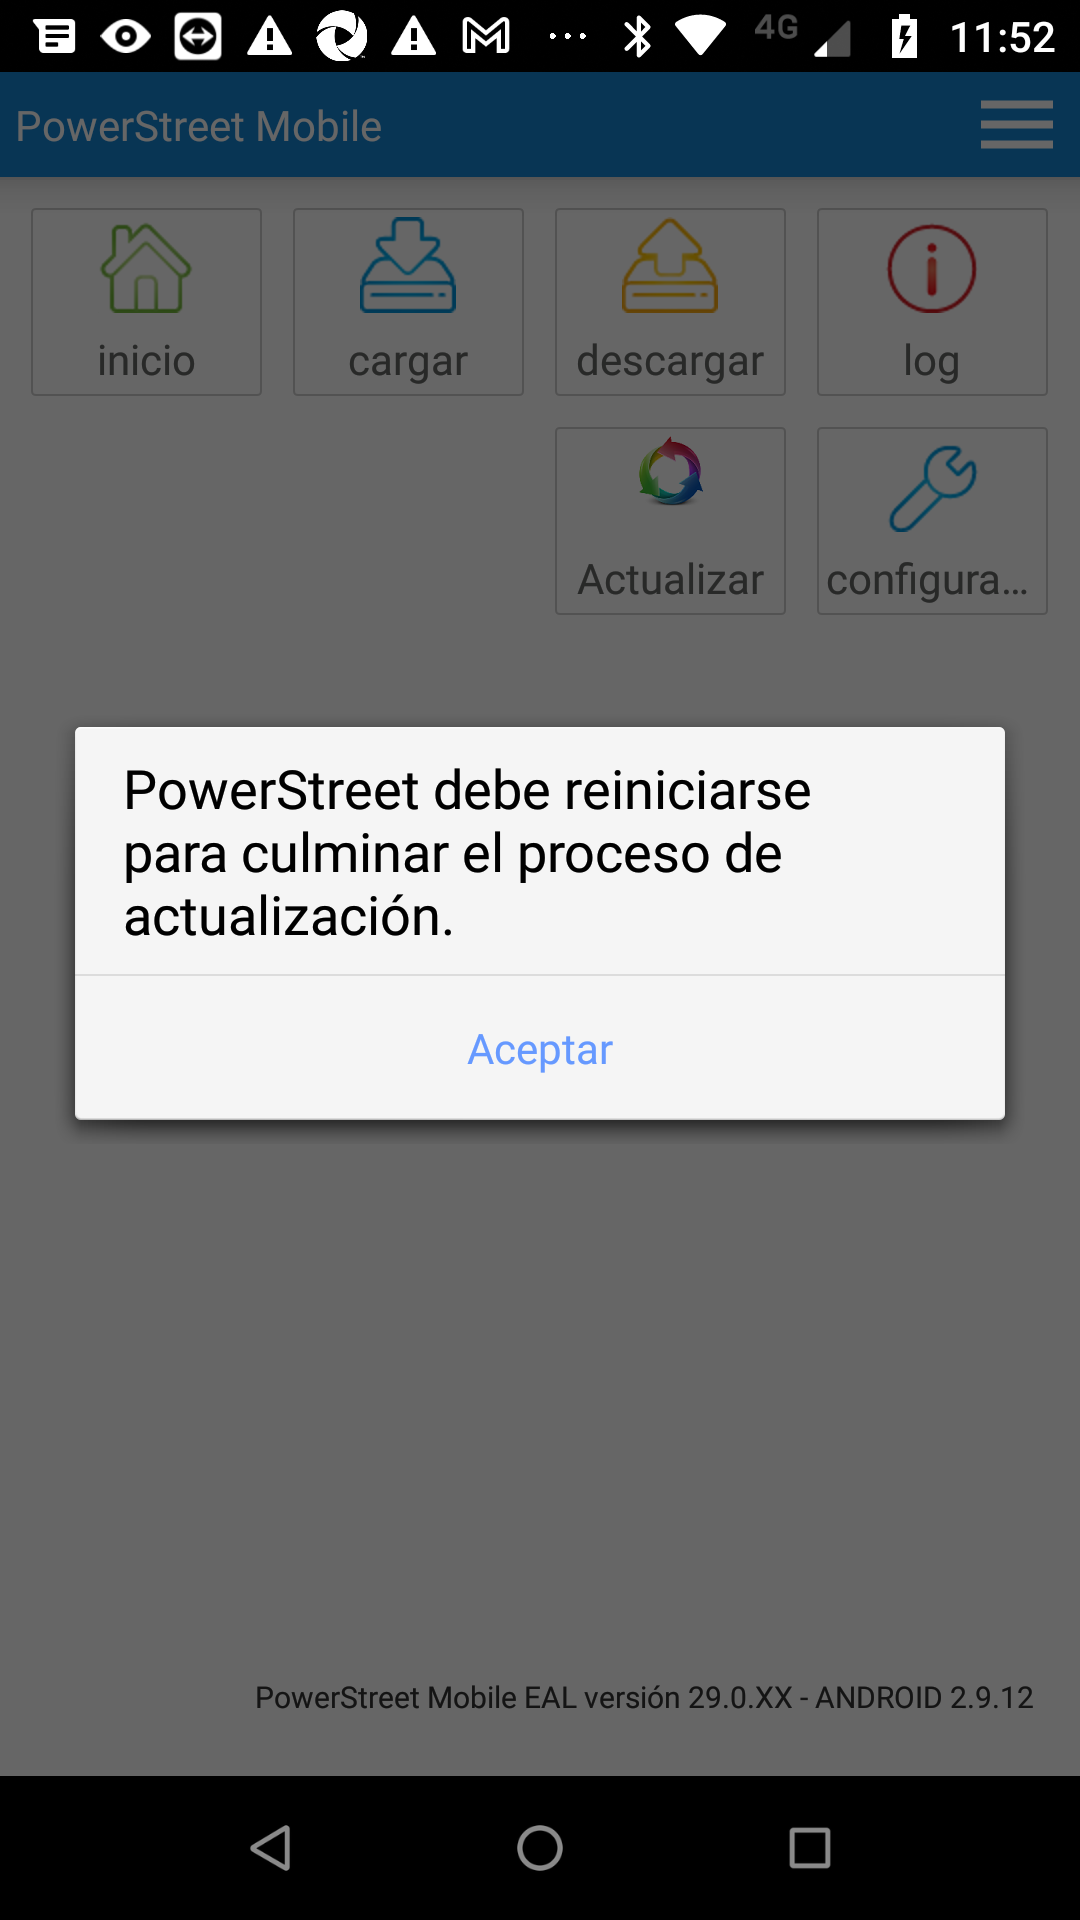 4G 11:52
PowerStreet Mobile
inicio cargar descargar log
Actualizar configura...
PowerStreet debe reiniciarse
para culminar el proceso de
actualización.
Aceptar
PowerStreet Mobile EAL versión 29.0.XX - ANDROID 2.9.12